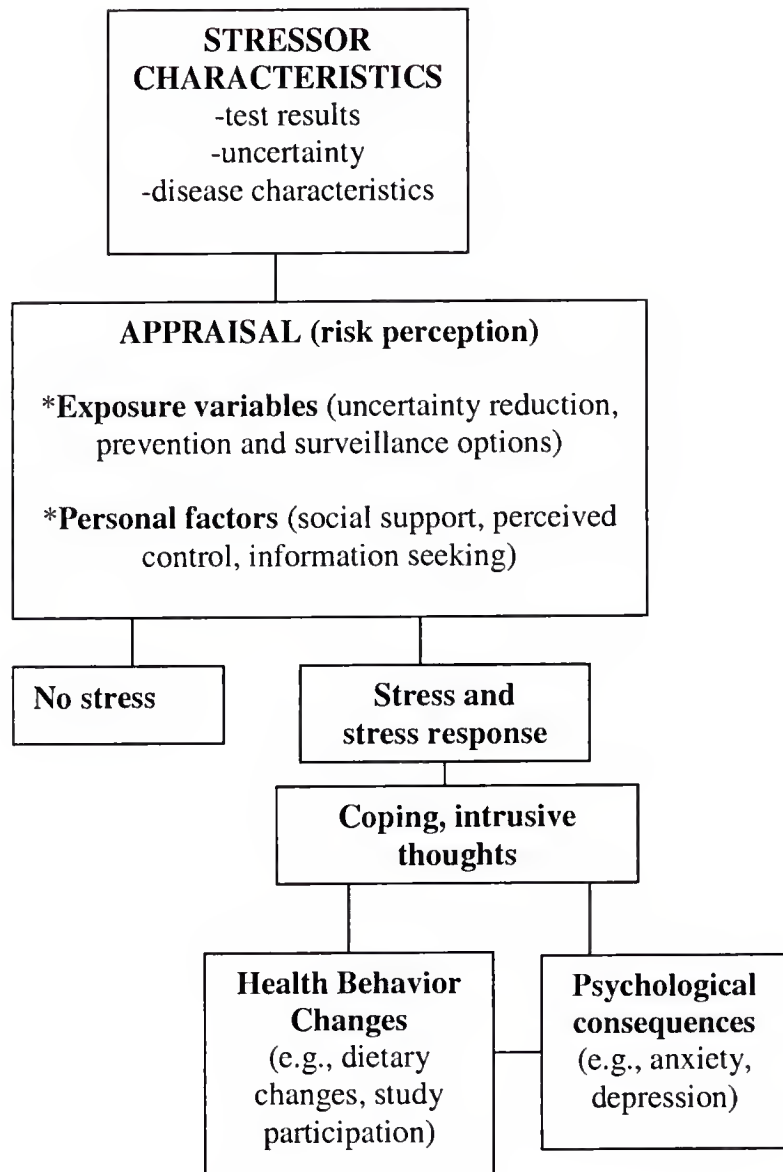 STRESSOR
CHARACTERISTICS
-test results
-uncertainty
-disease characteristics
APPRAISAL (risk perception)
*Exposure variables (uncertainty reduction,
prevention and surveillance options)
*Personal factors (social support, perceived
control, information seeking)
No stress
Stress and
stress response
Coping, intrusive
thoughts
Health Behavior
Changes
(e.g., dietary
changes, study
participation)
Psychological
consequences
(e.g., anxiety,
depression)